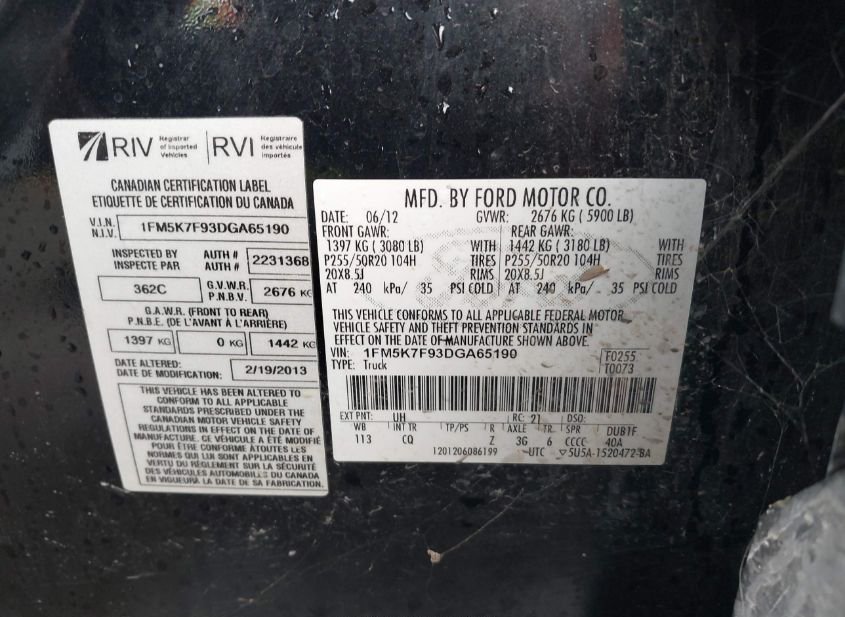 RIV Registrar of Imported Vehicles RVI Registraire des véhicule importés
CANADIAN CERTIFICATION LABEL
ETIQUETTE DE CERTIFICATION DU CANADA
V.I.N.
N.I.V. 1FM5K7F93DGA65190
INSPECTED BY AUTH #
INSPECTE PAR AUTH # 2231368
362C G.V.W.R.
P.N.B.V. 2676 KG
G.A.W.R. (FRONT TO REAR)
P.N.B.E. (DE L'AVANT À L'ARRIÈRE)
1397 KG 0 KG 1442 KG
DATE ALTERED:
DATE DE MODIFICATION: 2/19/2013
THIS VEHICLE HAS BEEN ALTERED TO
CONFORM TO ALL APPLICABLE
STANDARDS PRESCRIBED UNDER THE
CANADIAN MOTOR VEHICLE SAFETY
REGULATIONS IN EFFECT ON THE DATE OF
MANUFACTURE. CE VÉHICULE A ÉTÉ MODIFIÉ
POUR ÊTRE CONFORME ÀTOUTES LES
NORMES QUI LUI SONT APPLICABLES EN
VERTU DU RÈGLEMENT SUR LA SÉCURITÉ
DES VÉHICULES AUTOMOBILES DU CANADA
EN VIGUEUR À LA DATE DE SA FABRICATION.
MFD. BY FORD MOTOR CO.
DATE: 06/12 GVWR: 2676 KG ( 5900 LB)
FRONT GAWR: REAR GAWR:
1397 KG ( 3080 LB) WITH 1442 KG ( 3180 LB) WITH
P255/50R20 104H TIRES P255/50R20 104H TIRES
20X8.5J RIMS 20X8.5J RIMS
AT 240 kPa/ 35 PSI COLD AT 240 kPa/ 35 PSI COLD
THIS VEHICLE CONFORMS TO ALL APPLICABLE FEDERAL MOTOR
VEHICLE SAFETY AND THEFT PREVENTION STANDARDS IN
EFFECT ON THE DATE OF MANUFACTURE SHOWN ABOVE.
VIN: 1FM5K7F93DGA65190 F0255
TYPE: Truck T0073
EXT PNT: UH RC: 21 DSO:
WB INT TR TP/PS R AXLE TR SPR DUB1F
113 CQ Z 3G 6 CCCC 40A
1201206086199 UTC ▽5U5A-1520472-BA